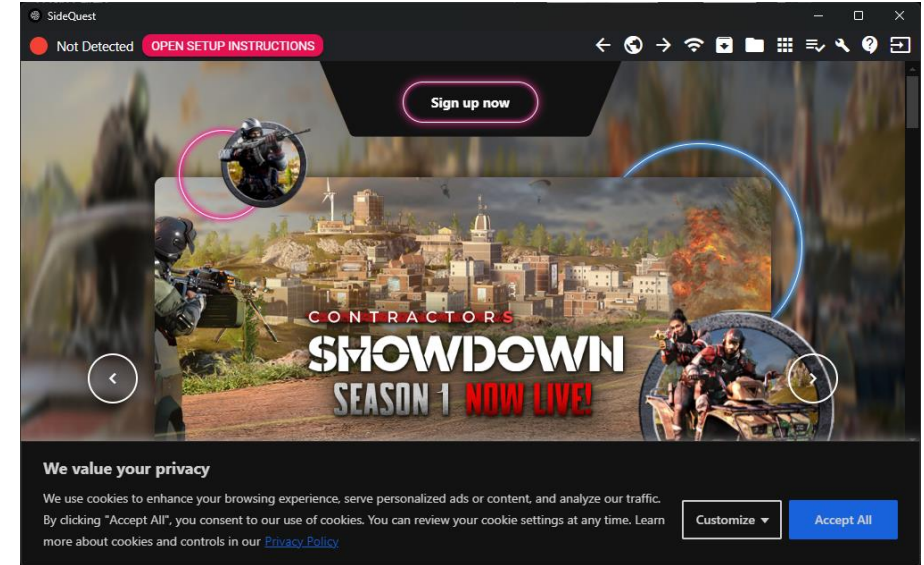 SideQuest
Not Detected OPEN SETUP INSTRUCTIONS
Sign up now
CONTRACTORS
SHOWDOWN
SEASON 1 NOW LIVE!
We value your privacy
We use cookies to enhance your browsing experience, serve personalized ads or content, and analyze our traffic.
By clicking "Accept All", you consent to our use of cookies. You can review your cookie settings at any time. Learn
more about cookies and controls in our Privacy Policy
Customize
Accept All